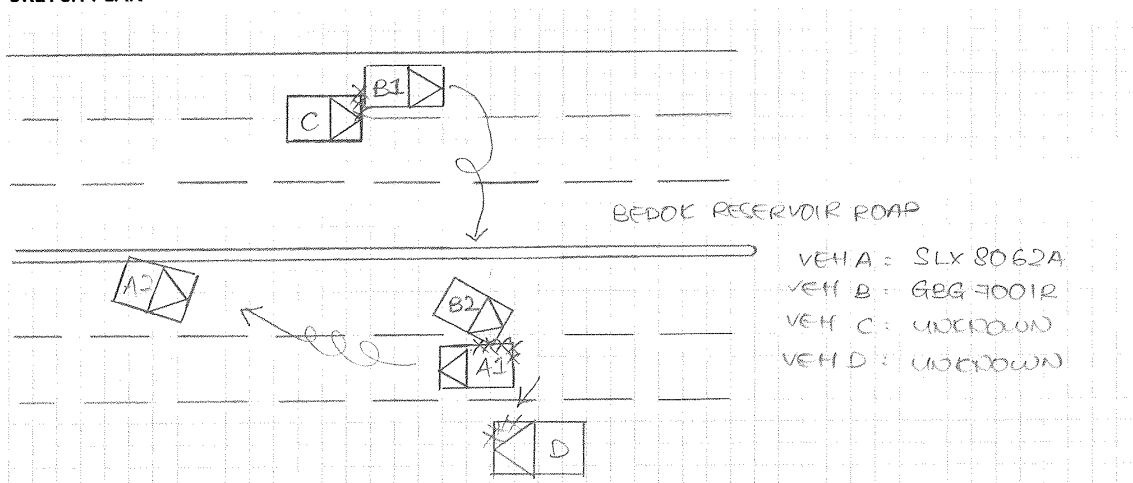 SKETCH PLAN
B1
C
BEDOK RESERVOIR ROAD
A2
B2
A1
D
VEH A : SLX 8062A
VEH B : GBG 7001R
VEH C : UNKNOWN
VEH D : UNKNOWN